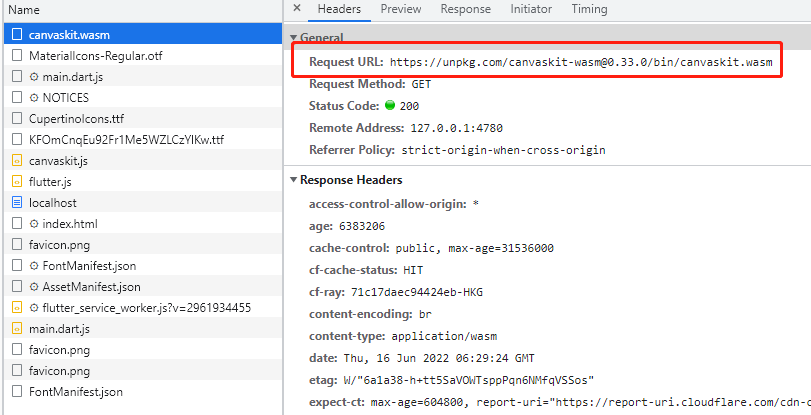 Name
canvaskit.wasm
MaterialIcons-Regular.otf
main.dart.js
NOTICES
CupertinoIcons.ttf
KFOmCnqEu92Fr1Me5WZLCzYlKw.ttf
canvaskit.js
flutter.js
localhost
index.html
favicon.png
FontManifest.json
AssetManifest.json
flutter_service_worker.js?v=2961934455
main.dart.js
favicon.png
favicon.png
FontManifest.json
× Headers Preview Response Initiator Timing
General
Request URL: https://unpkg.com/canvaskit-wasm@0.33.0/bin/canvaskit.wasm
Request Method: GET
Status Code: 200
Remote Address: 127.0.0.1:4780
Referrer Policy: strict-origin-when-cross-origin
Response Headers
access-control-allow-origin: *
age: 6383206
cache-control: public, max-age=31536000
cf-cache-status: HIT
cf-ray: 71c17daec94424eb-HKG
content-encoding: br
content-type: application/wasm
date: Thu, 16 Jun 2022 06:29:24 GMT
etag: W/"6a1a38-h+tt5SaVOWTsppPqn6NMfqVSSos"
expect-ct: max-age=604800, report-uri="https://report-uri.cloudflare.com/cdn-c